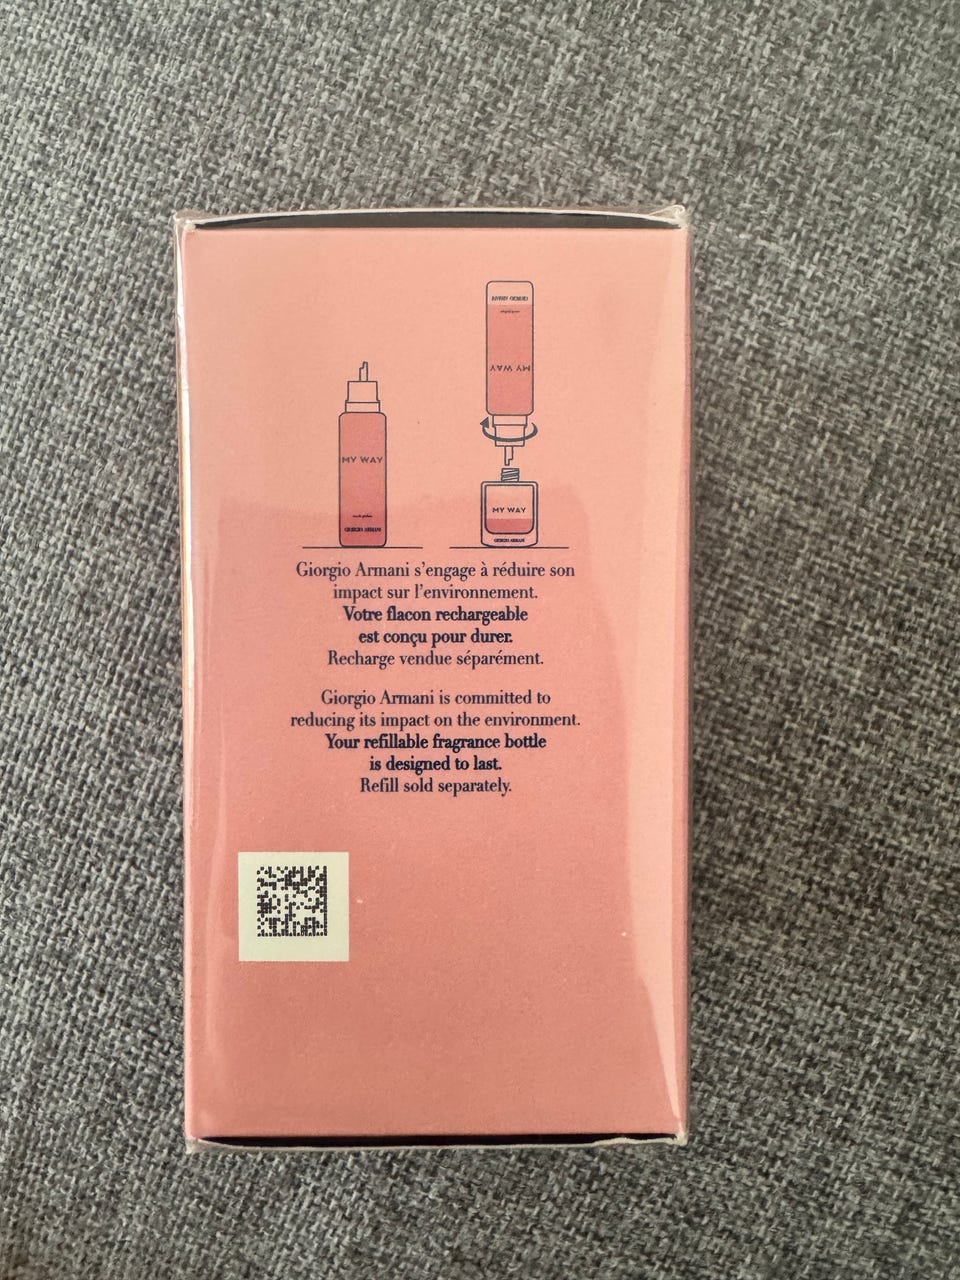 GIORGIO ARMANI
MY WAY
MY WAY
GIORGIO ARMANI
MY WAY
GIORGIO ARMANI
Giorgio Armani s'engage à réduire son
impact sur l'environnement.
Votre flacon rechargeable
est conçu pour durer.
Recharge vendue séparément.
Giorgio Armani is committed to
reducing its impact on the environment.
Your refillable fragrance bottle
is designed to last.
Refill sold separately.